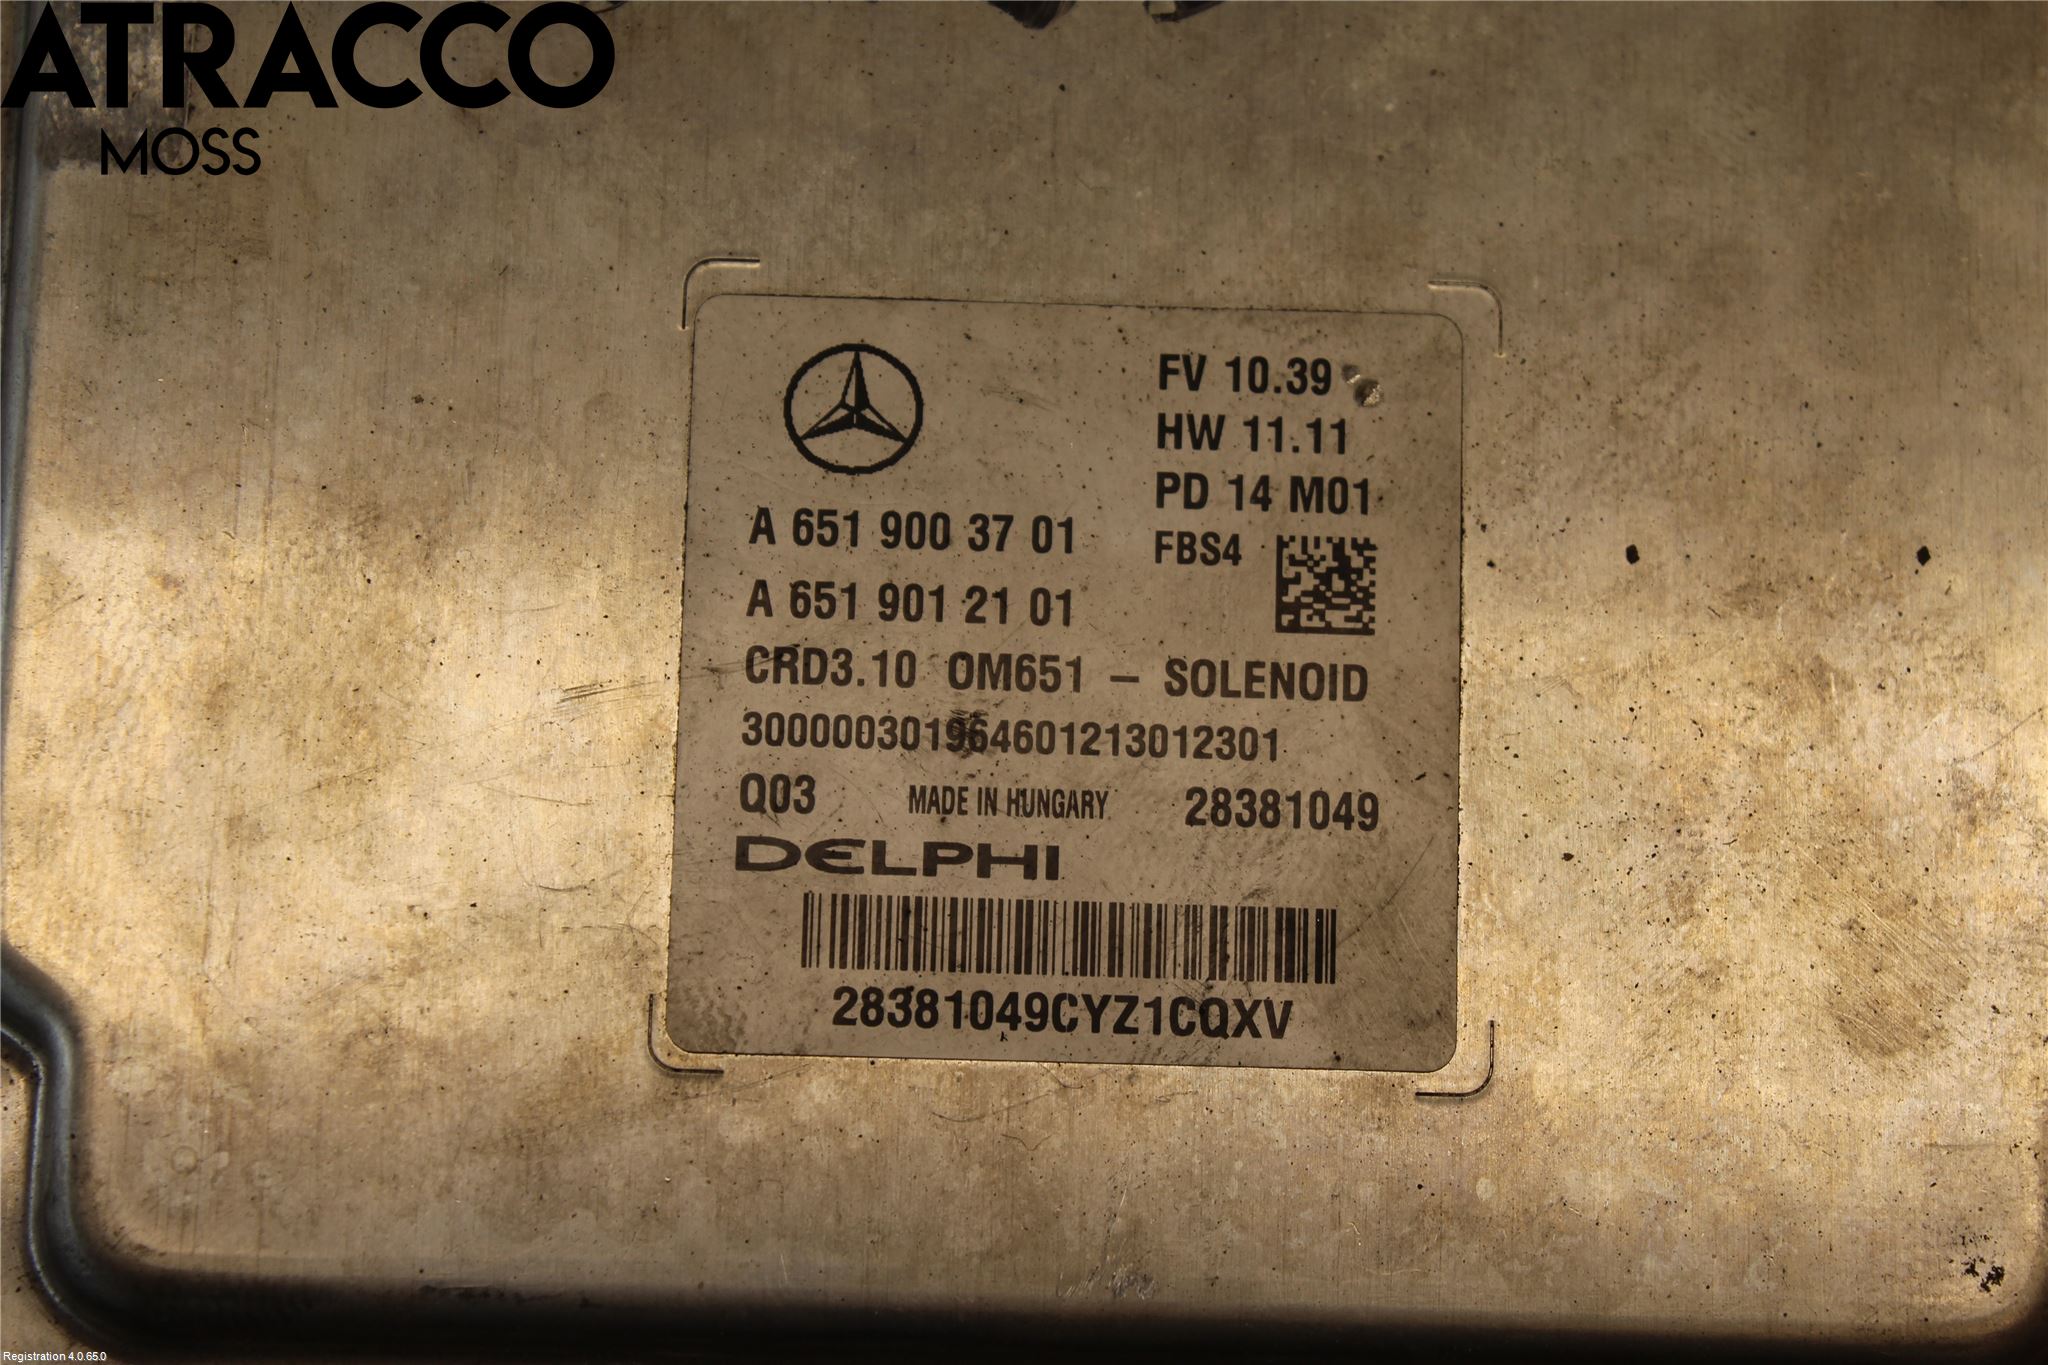 ATRACCO
MOSS
FV 10.39
HW 11.11
PD 14 M01
A 651 900 37 01
FBS4
A 651 901 21 01
CRD3.10 OM651 – SOLENOID
300000301964601213012301
Q03 MADE IN HUNGARY 28381049
DELPHI
28381049CYZ1CQXV
Registration 4.0.65.0